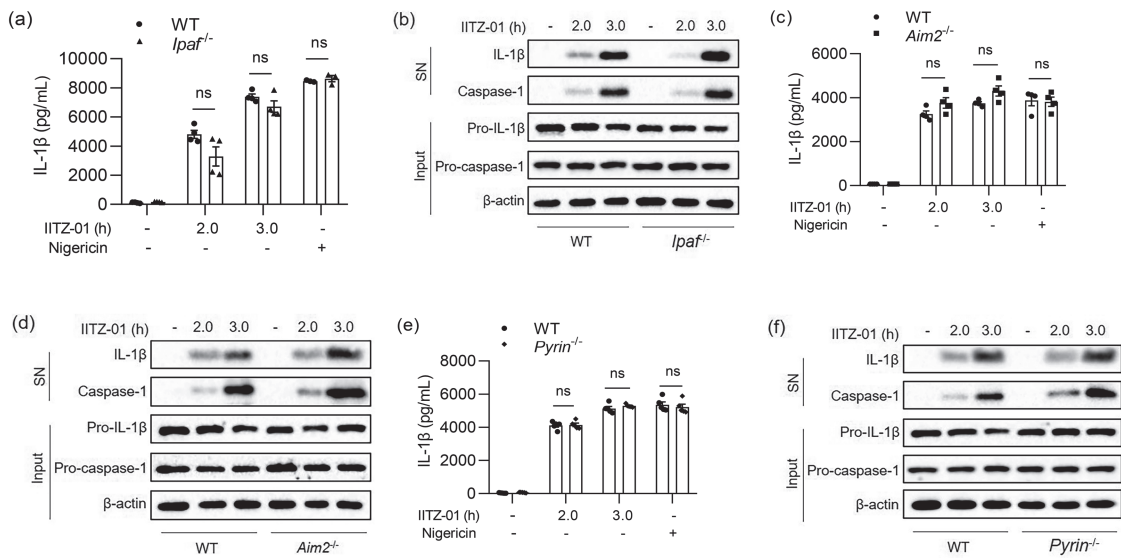 (a)
WT
Ipaf-/-
IL-1β (pg/mL)
10000
8000
6000
4000
2000
0
ns
ns
ns
IITZ-01 (h) - 2.0 3.0 -
Nigericin - - - +
(b)
IITZ-01 (h) - 2.0 3.0 - 2.0 3.0
SN
IL-1β
Caspase-1
Input
Pro-IL-1β
Pro-caspase-1
β-actin
WT Ipaf-/-
(c)
WT
Aim2-/-
IL-1β (pg/mL)
6000
4000
2000
0
ns
ns
ns
IITZ-01 (h) - 2.0 3.0 -
Nigericin - - - +
(d)
IITZ-01 (h) - 2.0 3.0 - 2.0 3.0
SN
IL-1β
Caspase-1
Input
Pro-IL-1β
Pro-caspase-1
β-actin
WT Aim2-/-
(e)
WT
Pyrin-/-
IL-1β (pg/mL)
8000
6000
4000
2000
0
ns
ns
ns
IITZ-01 (h) - 2.0 3.0 -
Nigericin - - - +
(f)
IITZ-01 (h) - 2.0 3.0 - 2.0 3.0
SN
IL-1β
Caspase-1
Input
Pro-IL-1β
Pro-caspase-1
β-actin
WT Pyrin-/-